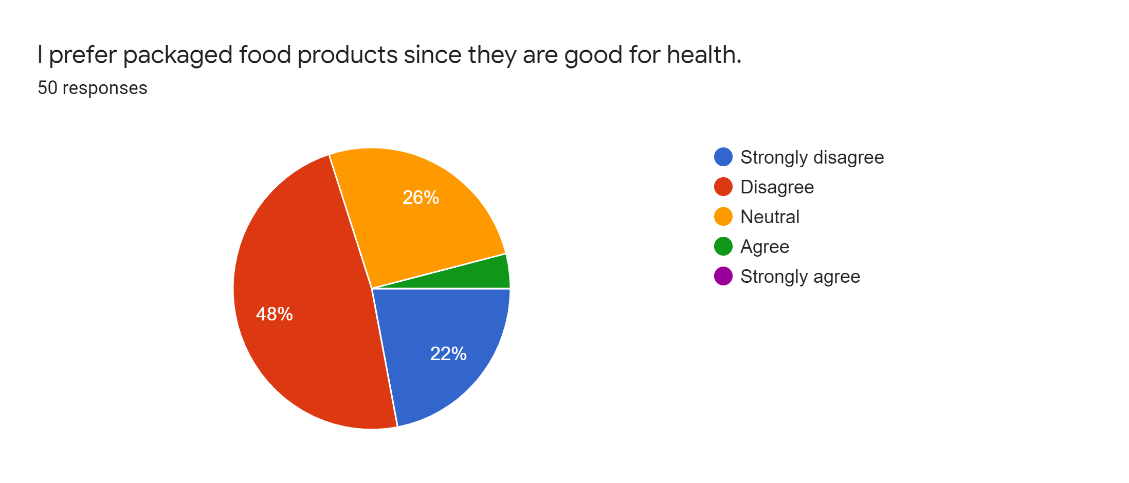 I prefer packaged food products since they are good for health.
50 responses
26%
48%
22%
Strongly disagree
Disagree
Neutral
Agree
Strongly agree